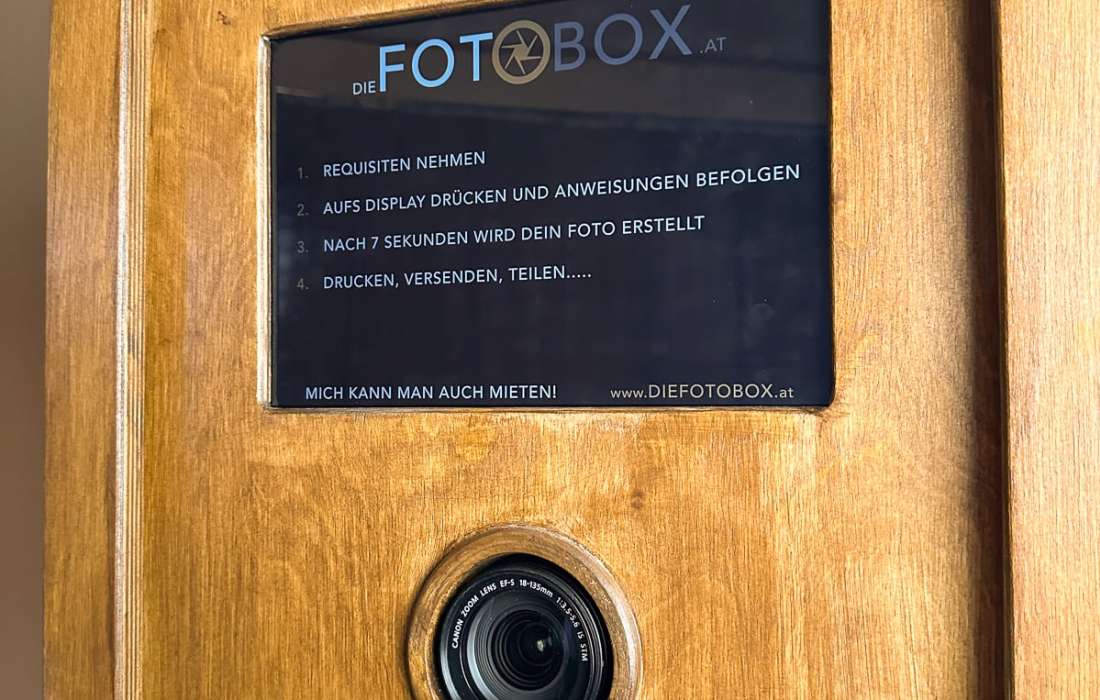 DIE FOTOBOX.AT
1. REQUISITEN NEHMEN
2. AUFS DISPLAY DRÜCKEN UND ANWEISUNGEN BEFOLGEN
3. NACH 7 SEKUNDEN WIRD DEIN FOTO ERSTELLT
4. DRUCKEN, VERSENDEN, TEILEN.....
MICH KANN MAN AUCH MIETEN! www.DIEFOTOBOX.at
CANON ZOOM LENS EF-S 18-135mm 1:3.5-5.6 IS STM